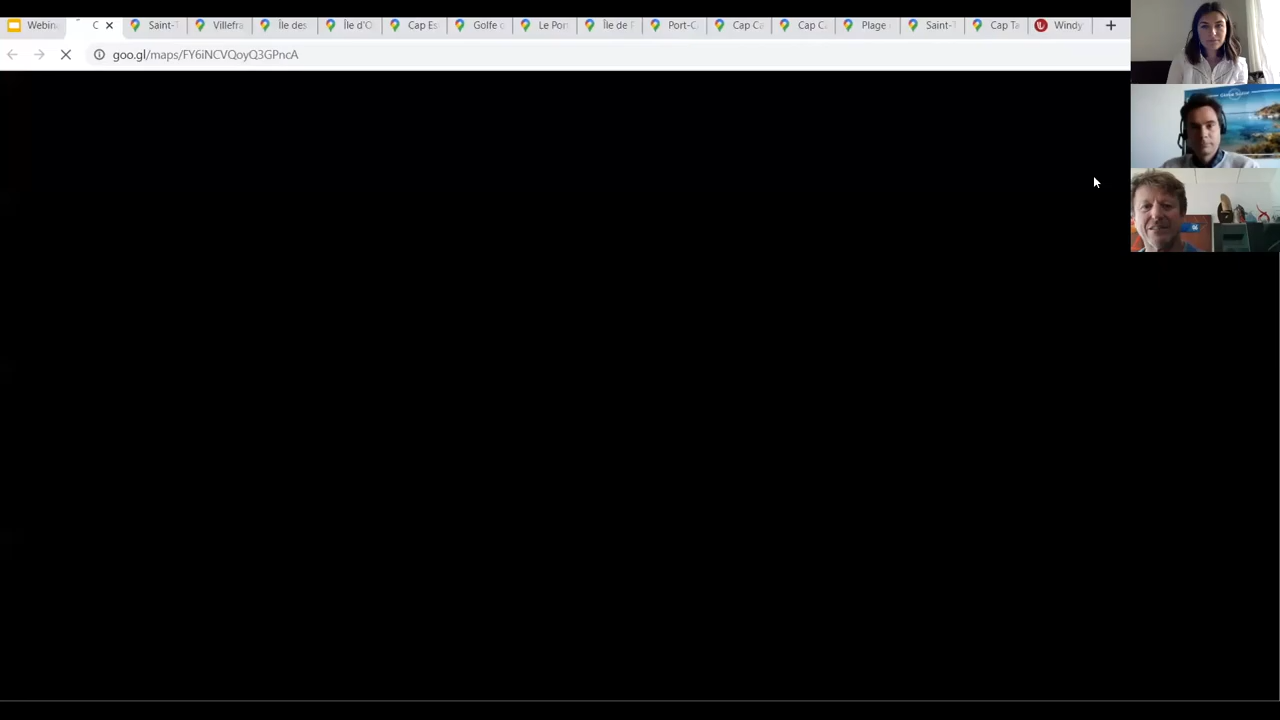 Webin
C
Saint-T
Villefra
Île des
Île d'O
Cap Es
Golfe d
Le Por
Île de P
Port-C
Cap Ca
Cap C
Plage
Saint-T
Cap Ta
Windy
goo.gl/maps/FY6iNCVQoyQ3GPncA